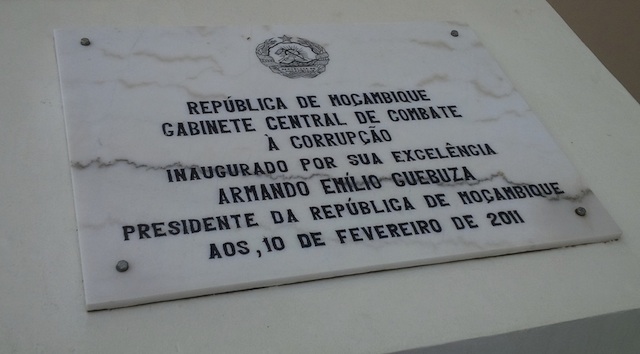 REPÚBLICA DE MOÇAMBIQUE
GABINETE CENTRAL DE COMBATE
À CORRUPÇÃO
INAUGURADO POR SUA EXCELÊNCIA
ARMANDO EMÍLIO GUEBUZA
PRESIDENTE DA REPÚBLICA DE MOÇAMBIQUE
AOS, 10 DE FEVEREIRO DE 2011